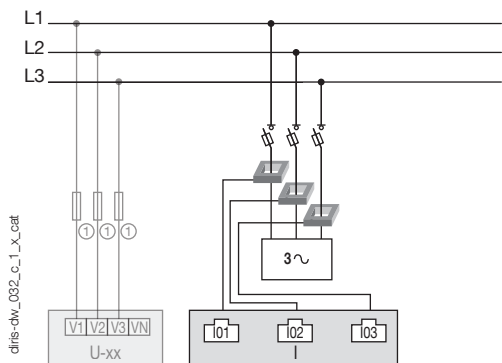 L1
L2
L3
1 1 1
diris-dw_032_c_1_x_cat
3∿
V1 V2 V3 VN
U-xx
I01 I02 I03
I